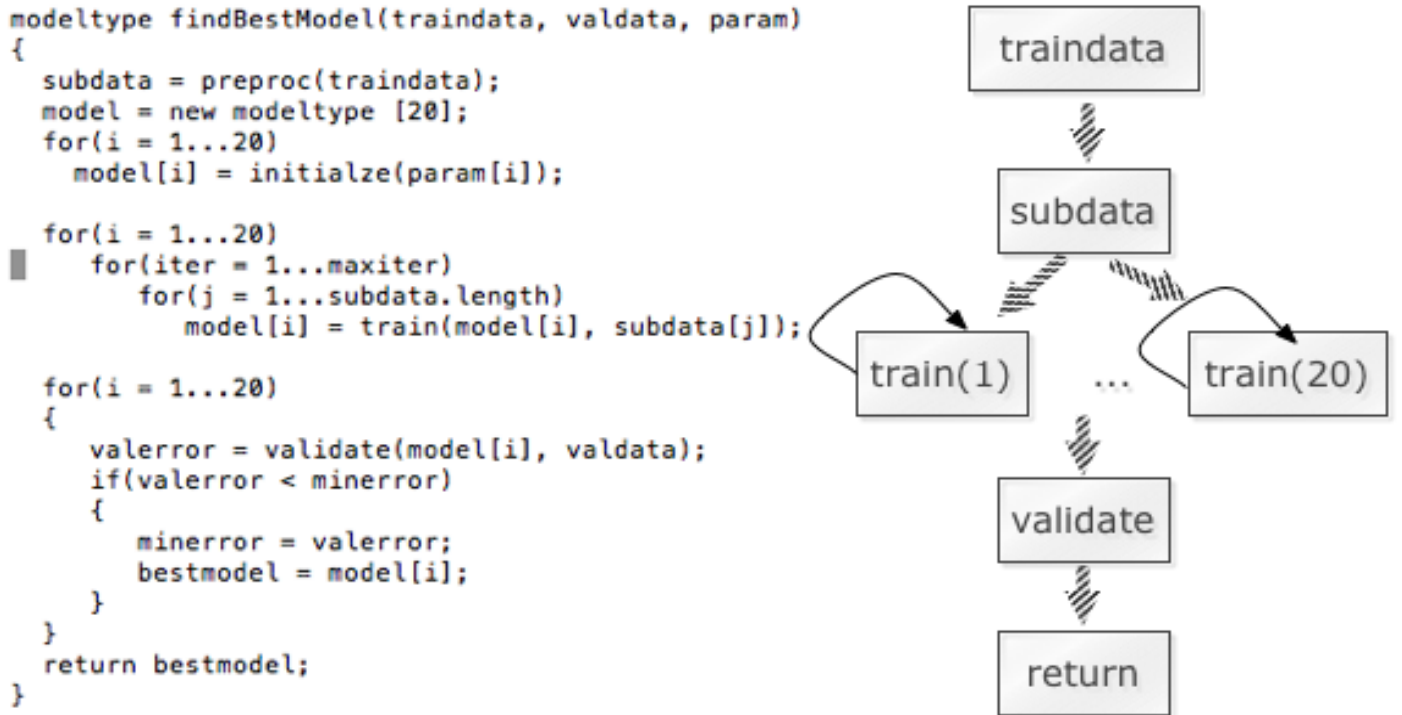 modeltype findBestModel(traindata, valdata, param)
{
subdata = preproc(traindata);
model = new modeltype [20];
for(i = 1...20)
model[i] = initialze(param[i]);
for(i = 1...20)
for(iter = 1...maxiter)
for(j = 1...subdata.length)
model[i] = train(model[i], subdata[j]);
for(i = 1...20)
{
valerror = validate(model[i], valdata);
if(valerror < minerror)
{
minerror = valerror;
bestmodel = model[i];
}
}
return bestmodel;
}
traindata
subdata
train(1) ... train(20)
validate
return